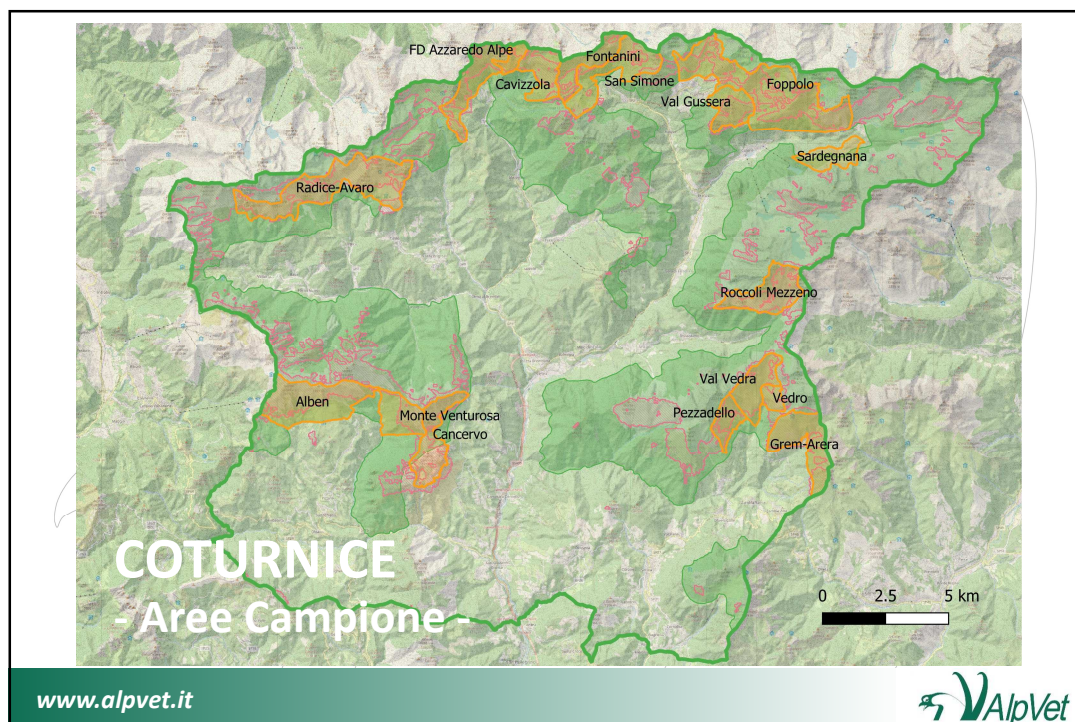 FD Azzaredo Alpe
Fontanini
Cavizzola
San Simone
Foppolo
Val Gussera
Sardegnana
Radice-Avaro
Roccoli Mezzeno
Val Vedra
Alben
Vedro
Monte Venturosa
Pezzadello
Cancervo
Grem-Arera
COTURNICE
- Aree Campione -
0 2.5 5 km
www.alpvet.it
AlpVet